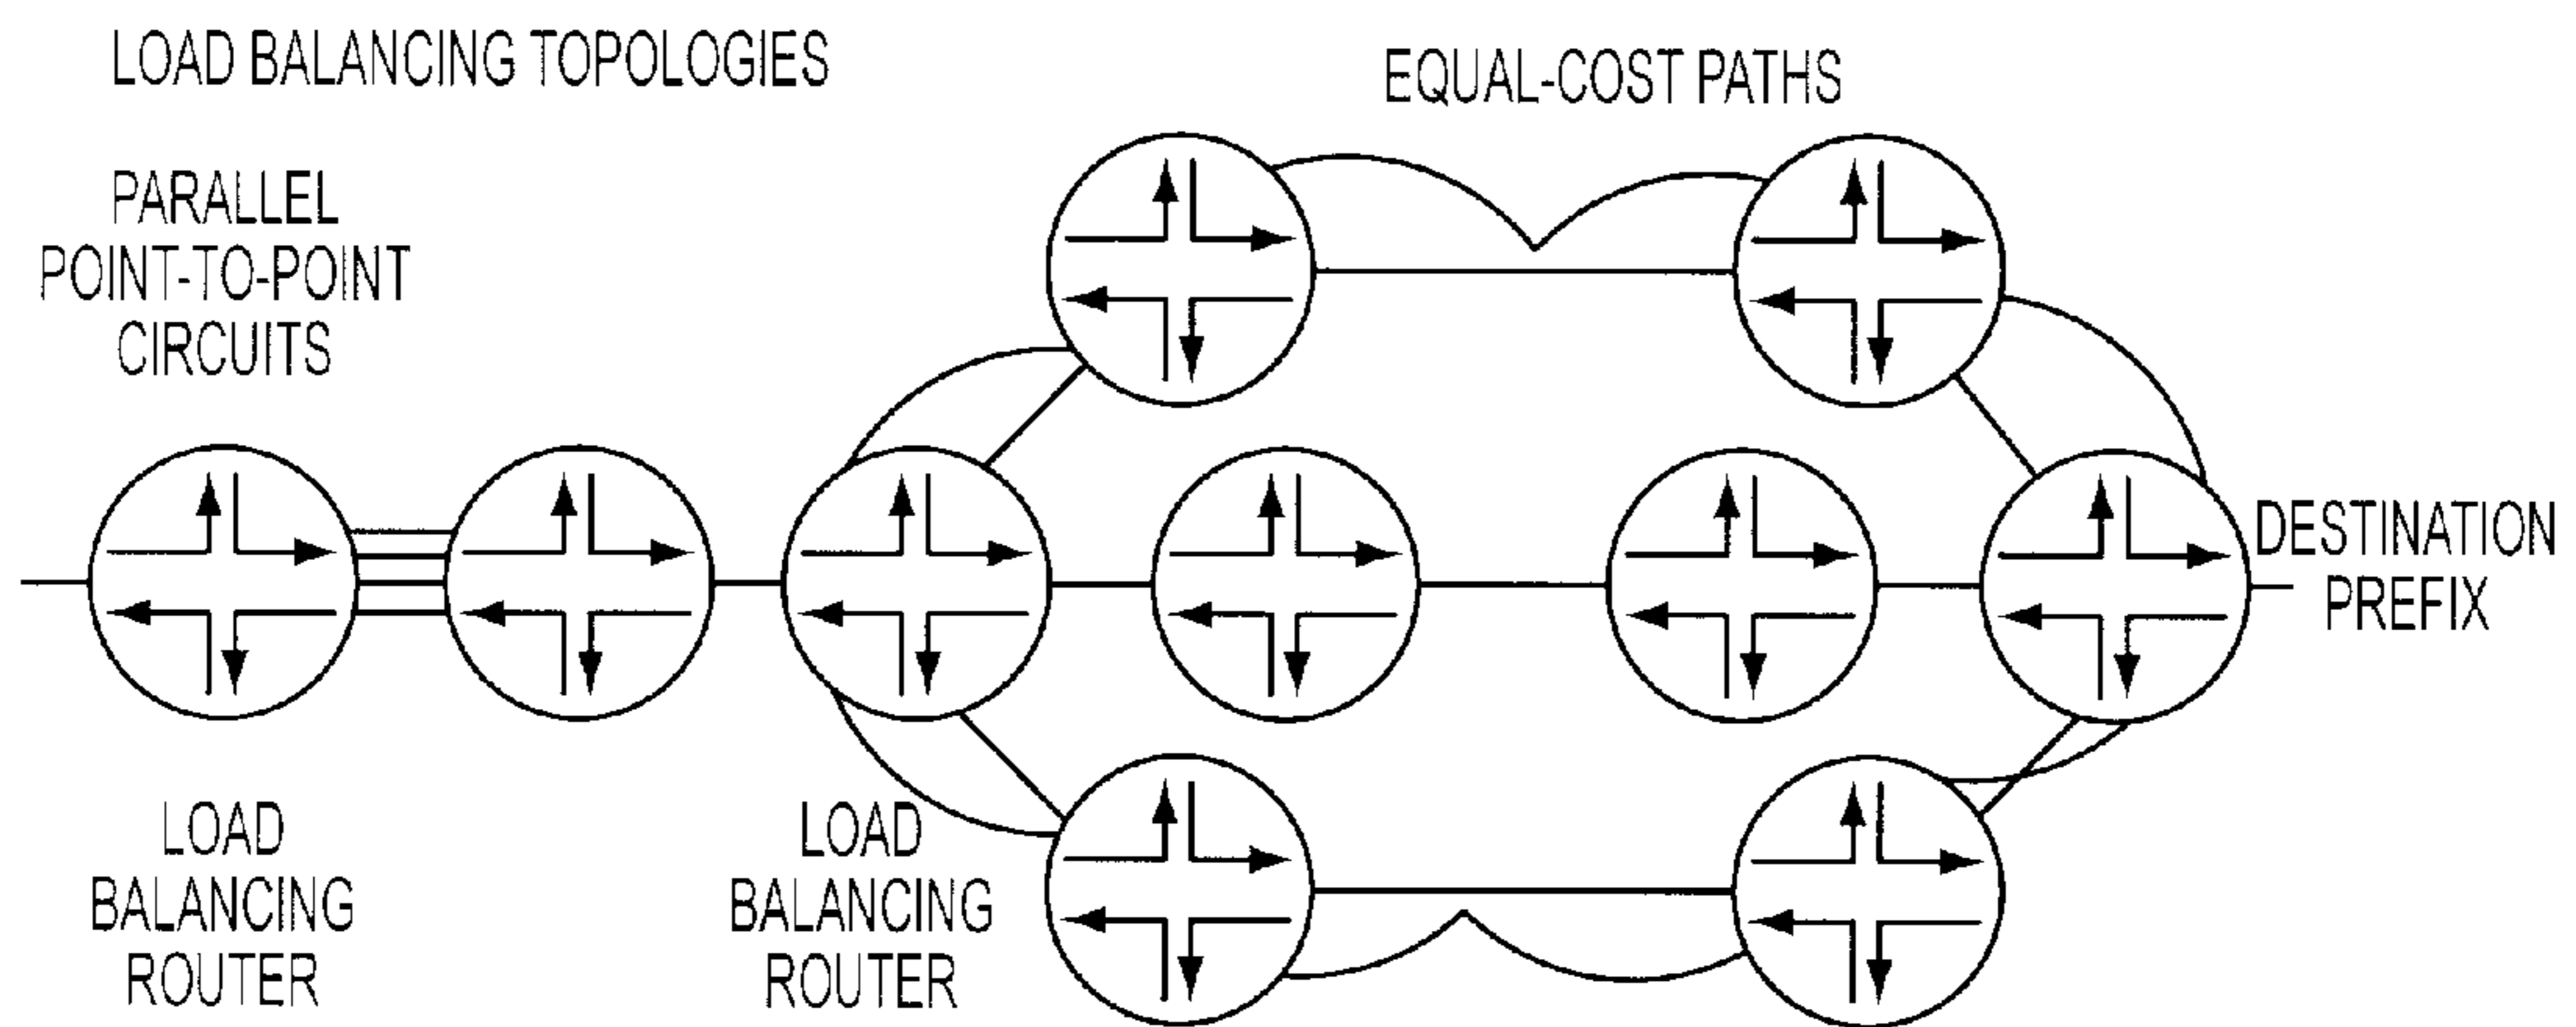 LOAD BALANCING TOPOLOGIES
EQUAL-COST PATHS
PARALLEL
POINT-TO-POINT
CIRCUITS
DESTINATION
PREFIX
LOAD
BALANCING
ROUTER
LOAD
BALANCING
ROUTER